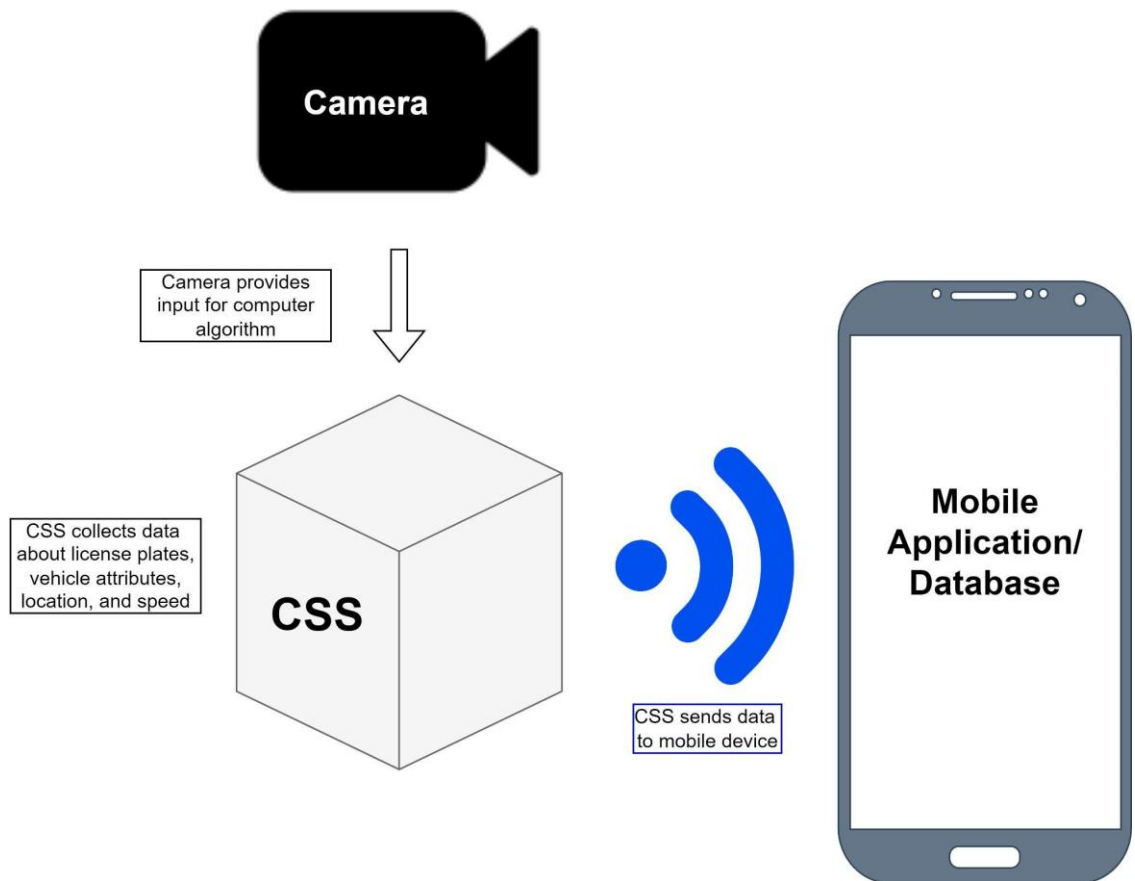 Camera
Camera provides
input for computer
algorithm
CSS collects data
about license plates,
vehicle attributes,
location, and speed
CSS
CSS sends data
to mobile device
Mobile
Application/
Database